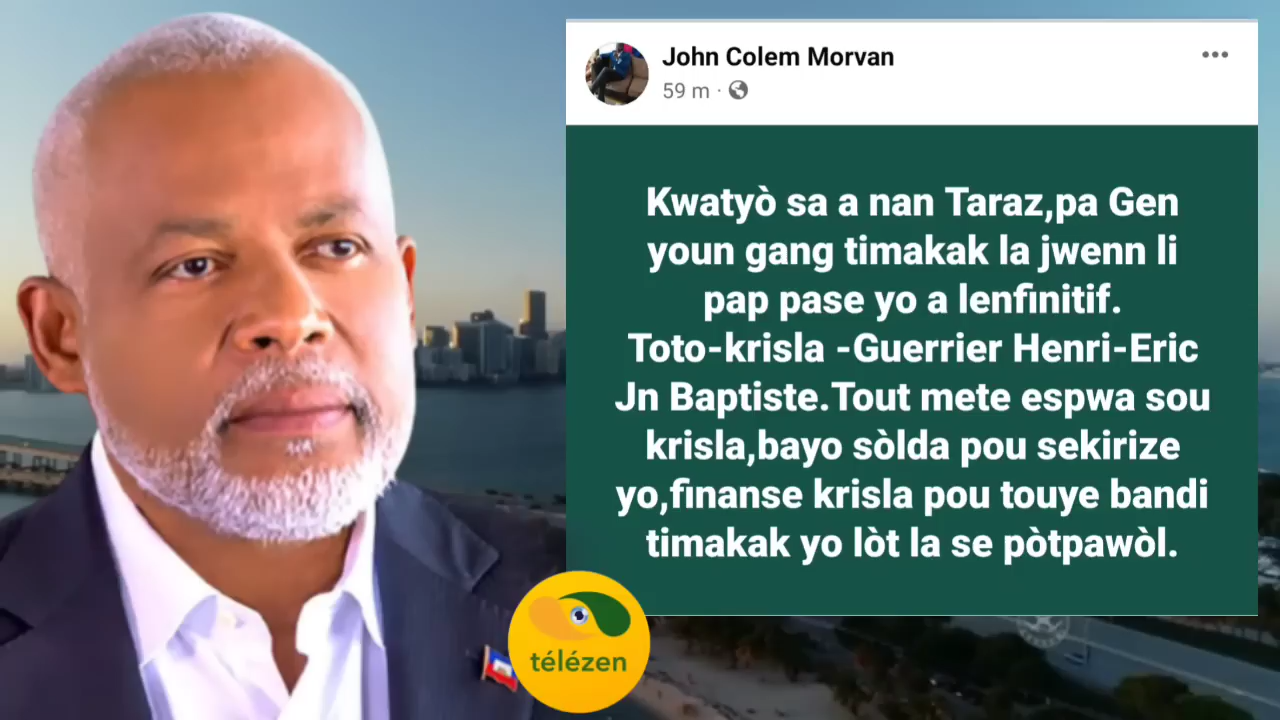 John Colem Morvan
59 m ·
Kwatyò sa a nan Taraz,pa Gen
youn gang timakak la jwenn li
pap pase yo a lenfinitif.
Toto-krisla -Guerrier Henri-Eric
Jn Baptiste.Tout mete espwa sou
krisla,bayo sòlda pou sekirize
yo,finanse krisla pou touye bandi
timakak yo lòt la se pòtpawòl.
télézen